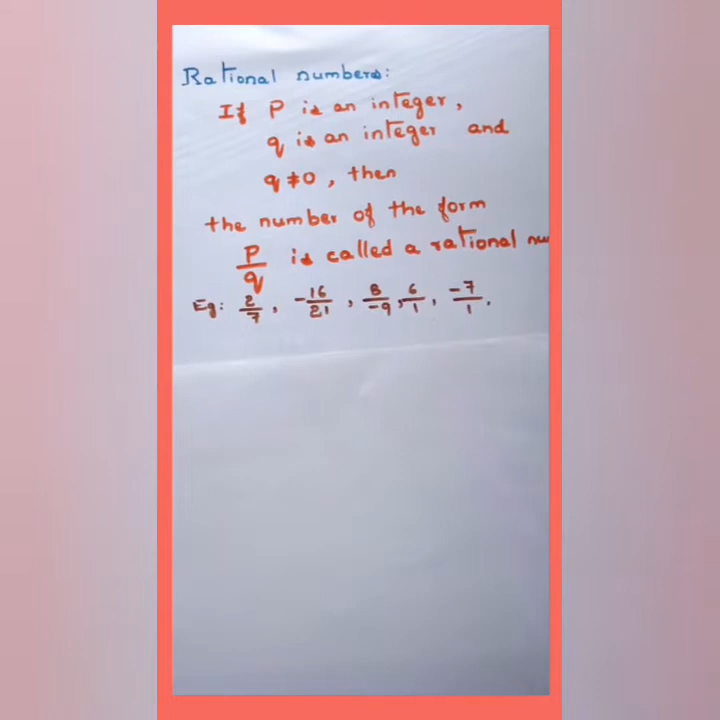 Rational numbers:
If P is an integer,
q is an integer and
q ≠ 0, then
the number of the form
P/q is called a rational nu
Eg: 2/7, -16/21, 8/-9, 6/1, -7/1.